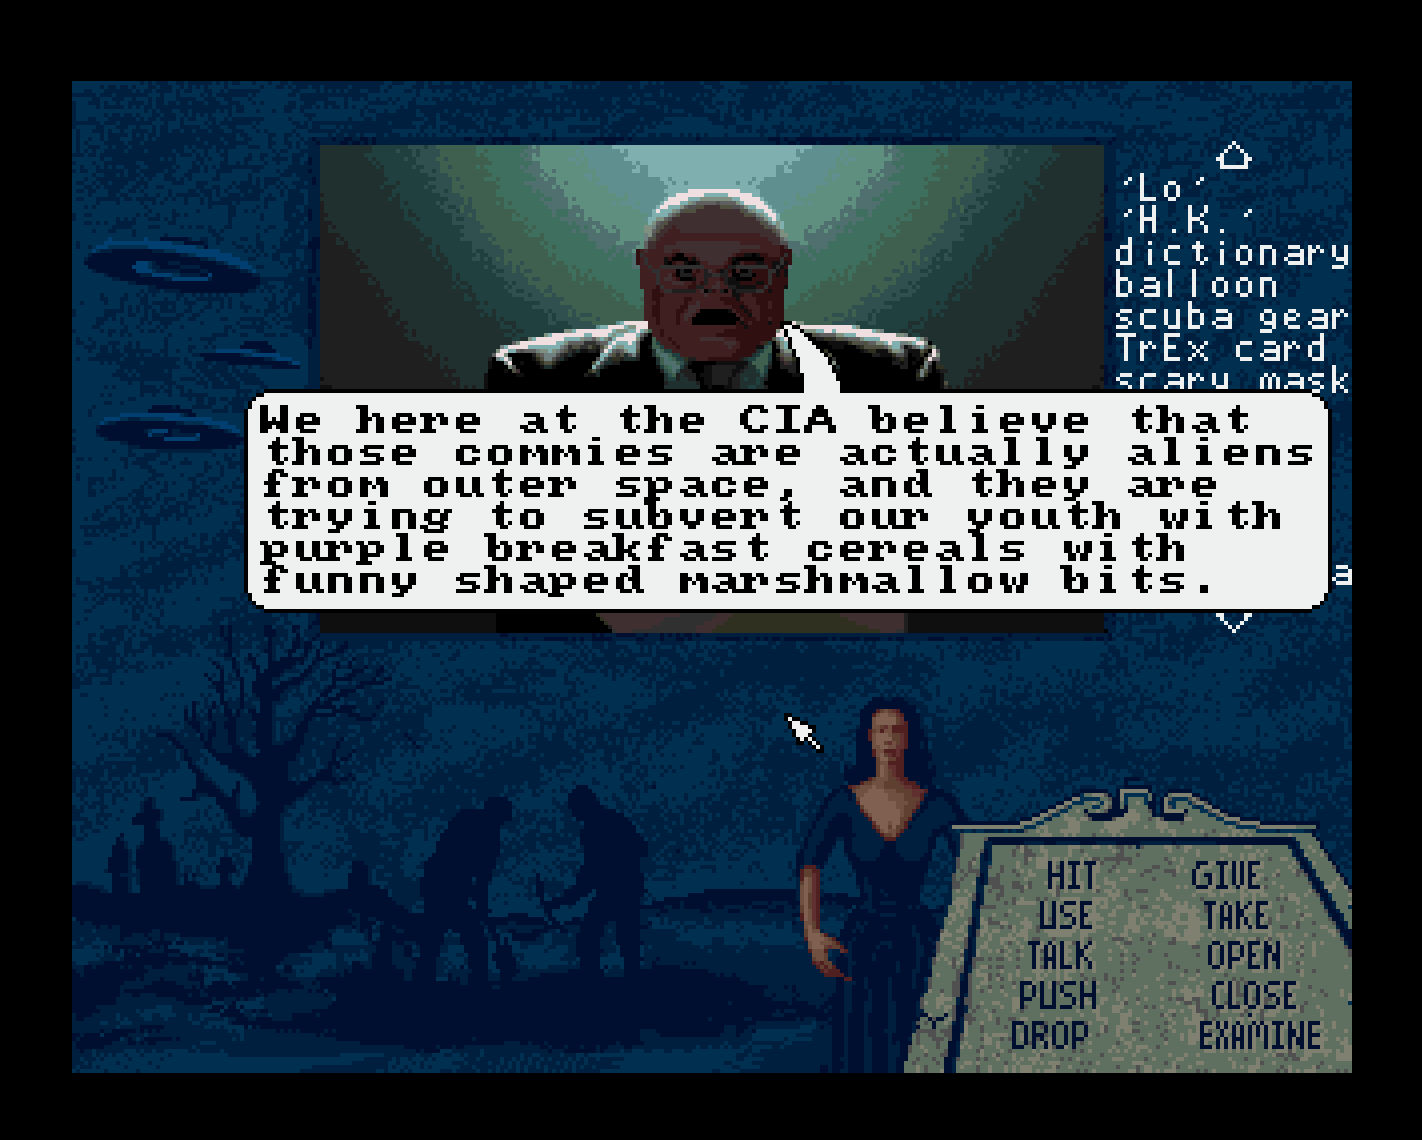 'Lo'
'H.K.'
dictionary
balloon
scuba gear
TrEx card
scary mask
We here at the CIA believe that
those commies are actually aliens
from outer space, and they are
trying to subvert our youth with
purple breakfast cereals with
funny shaped marshmallow bits.
HIT GIVE
USE TAKE
TALK OPEN
PUSH CLOSE
DROP EXAMINE